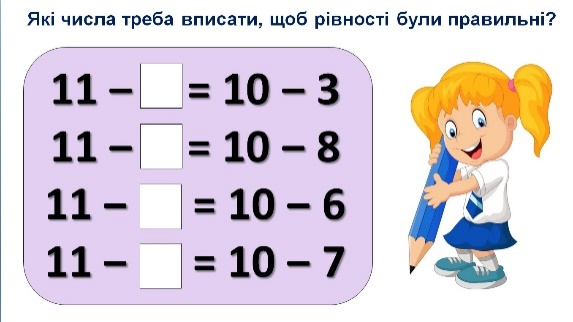 Які числа треба вписати, щоб рівності були правильні?
11 – = 10 – 3
11 – = 10 – 8
11 – = 10 – 6
11 – = 10 – 7